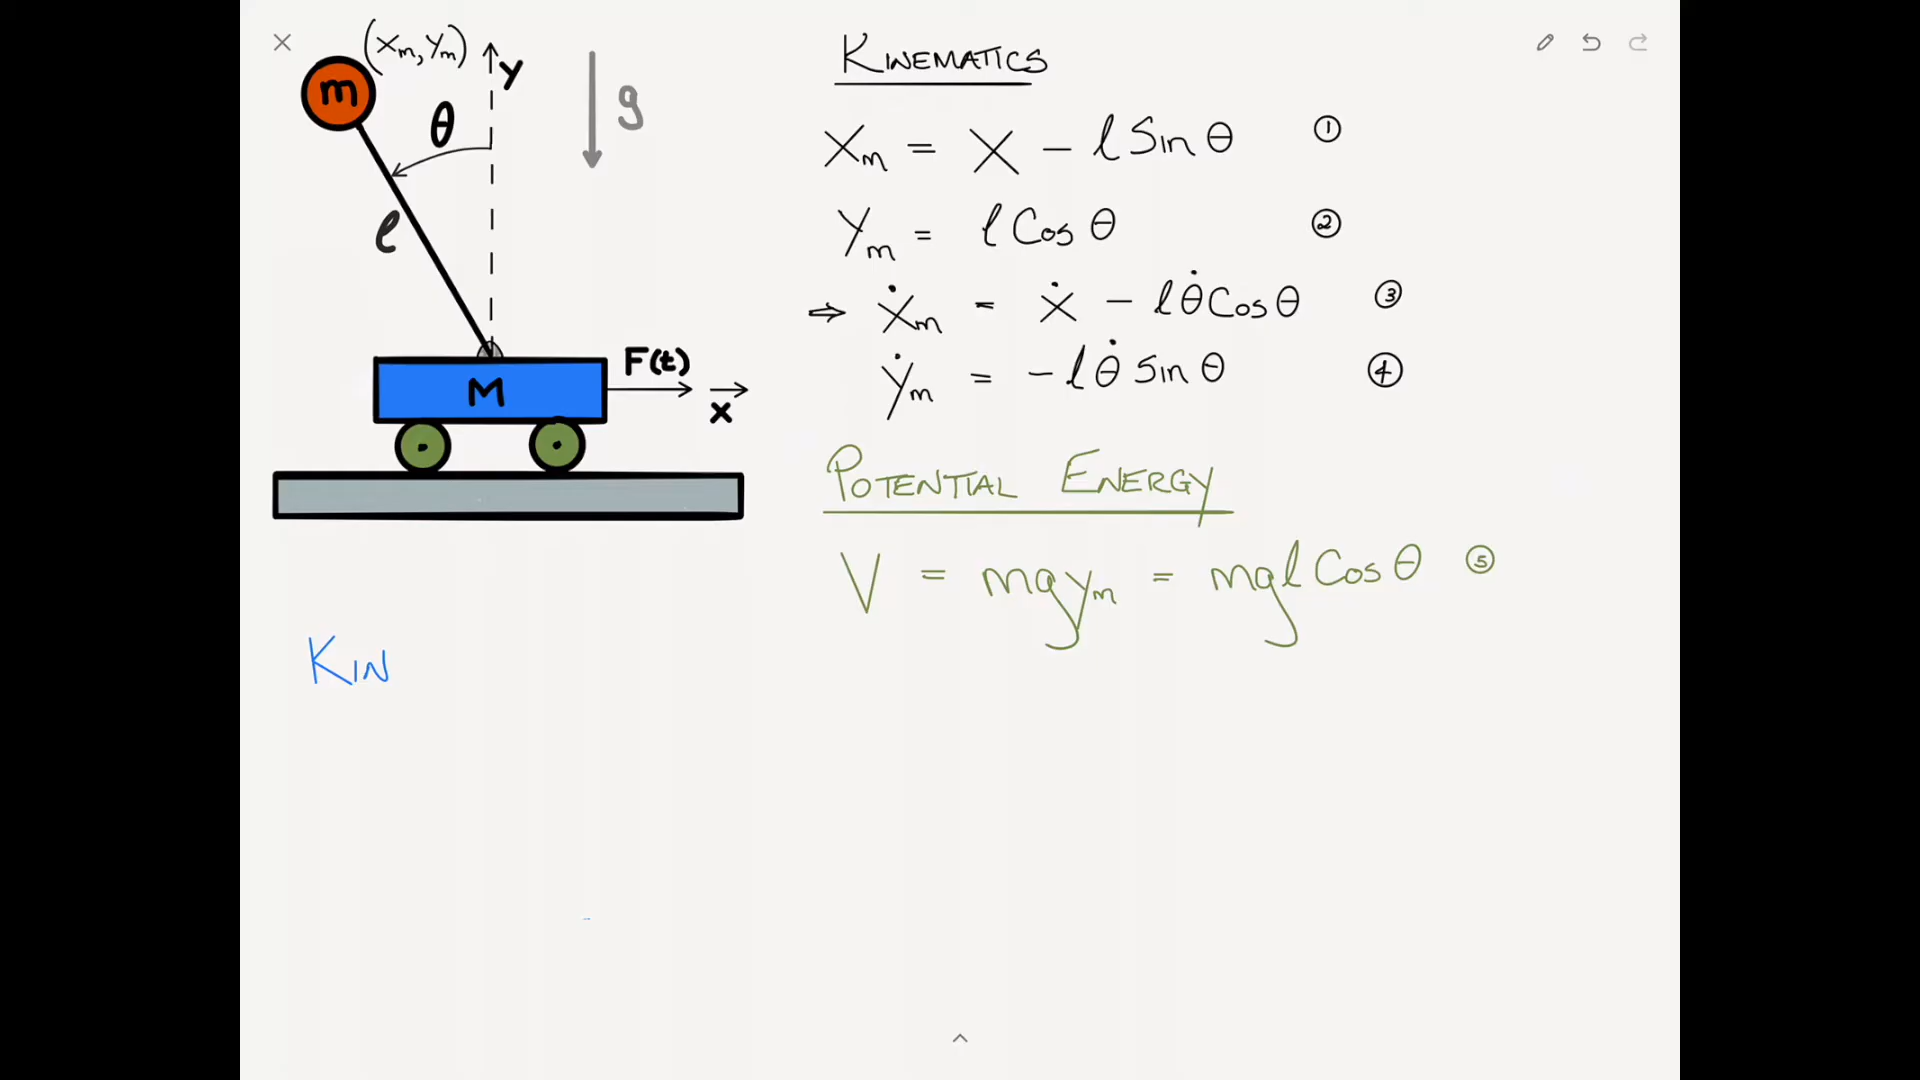 (xₘ, yₘ)
y
m
θ
g
l
M
F(t)
x
KINEMATICS
xₘ = x - l Sin θ ①
yₘ = l Cos θ ②
⇒ ẋₘ = ẋ - l θ̇ Cos θ ③
ẏₘ = - l θ̇ Sin θ ④
POTENTIAL ENERGY
V = mgyₘ = mgl Cos θ ⑤
KIN